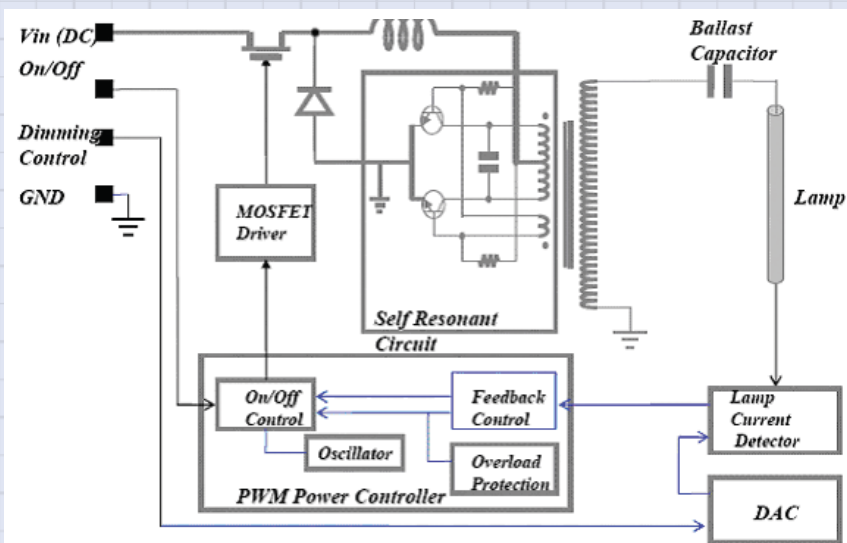 Vin (DC)
On/Off
Dimming
Control
GND
MOSFET
Driver
Self Resonant
Circuit
Ballast
Capacitor
Lamp
On/Off
Control
Feedback
Control
Oscillator
Overload
Protection
PWM Power Controller
Lamp
Current
Detector
DAC